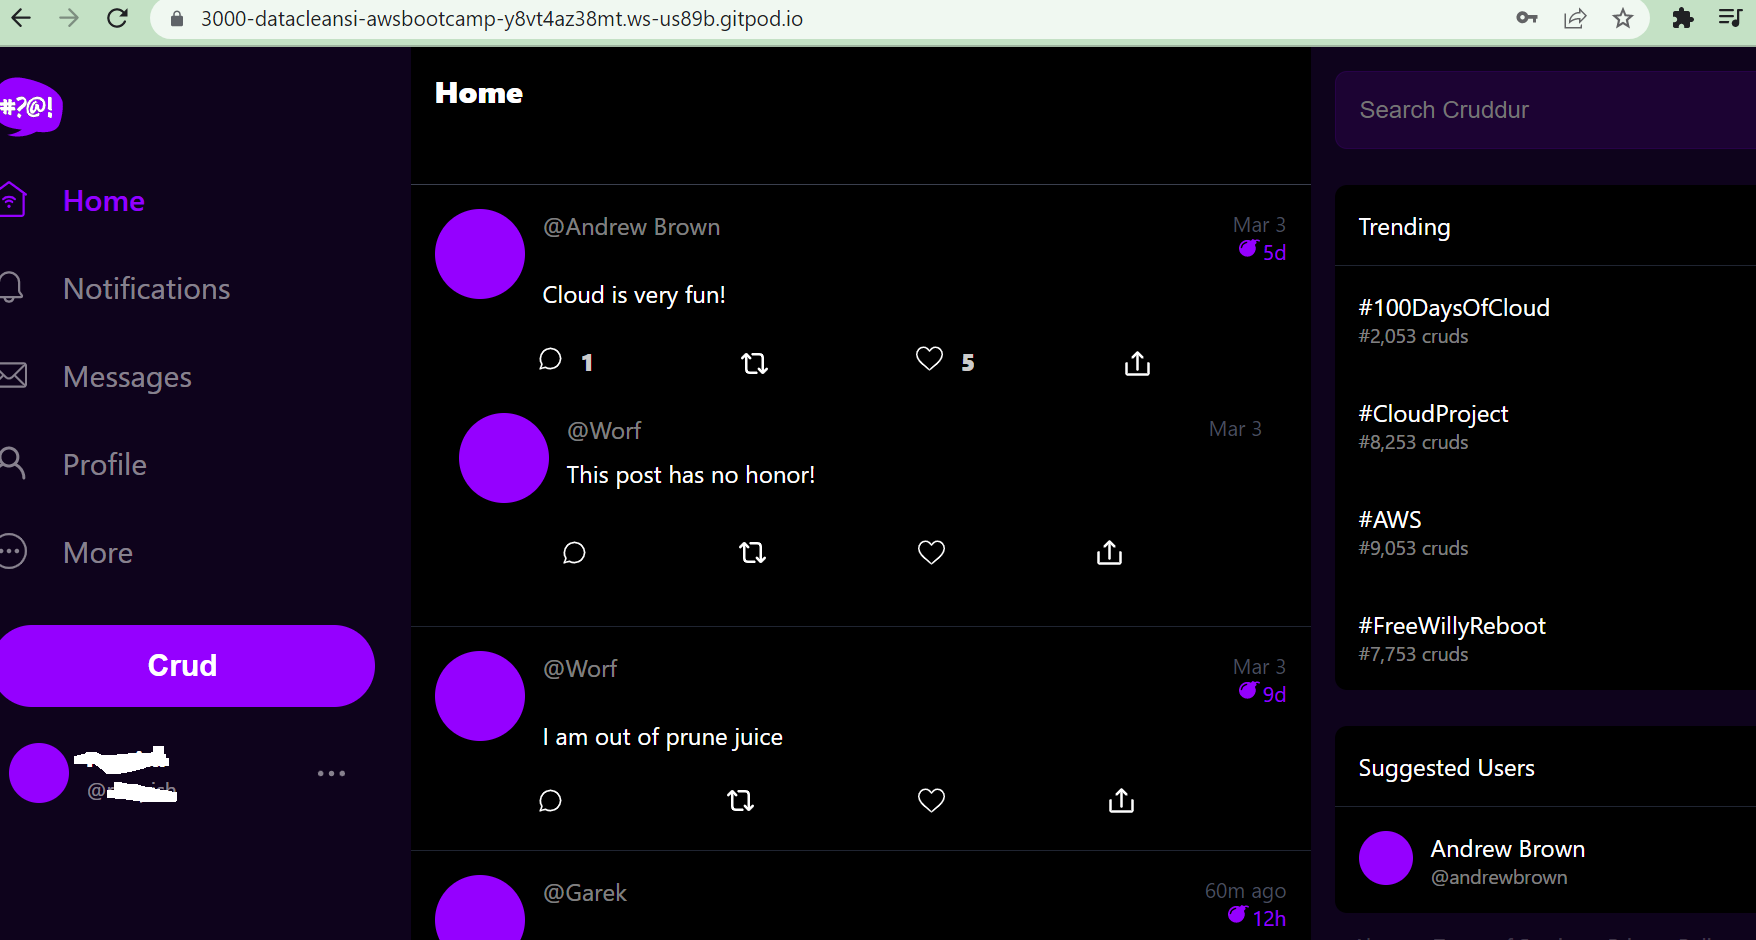 3000-datacleansi-awsbootcamp-y8vt4az38mt.ws-us89b.gitpod.io
#?@!
Home
Notifications
Messages
Profile
More
Crud
@
Home
@Andrew Brown
Mar 3
5d
Cloud is very fun!
1
5
@Worf
Mar 3
This post has no honor!
@Worf
Mar 3
9d
I am out of prune juice
@Garek
60m ago
12h
Search Cruddur
Trending
#100DaysOfCloud
#2,053 cruds
#CloudProject
#8,253 cruds
#AWS
#9,053 cruds
#FreeWillyReboot
#7,753 cruds
Suggested Users
Andrew Brown
@andrewbrown